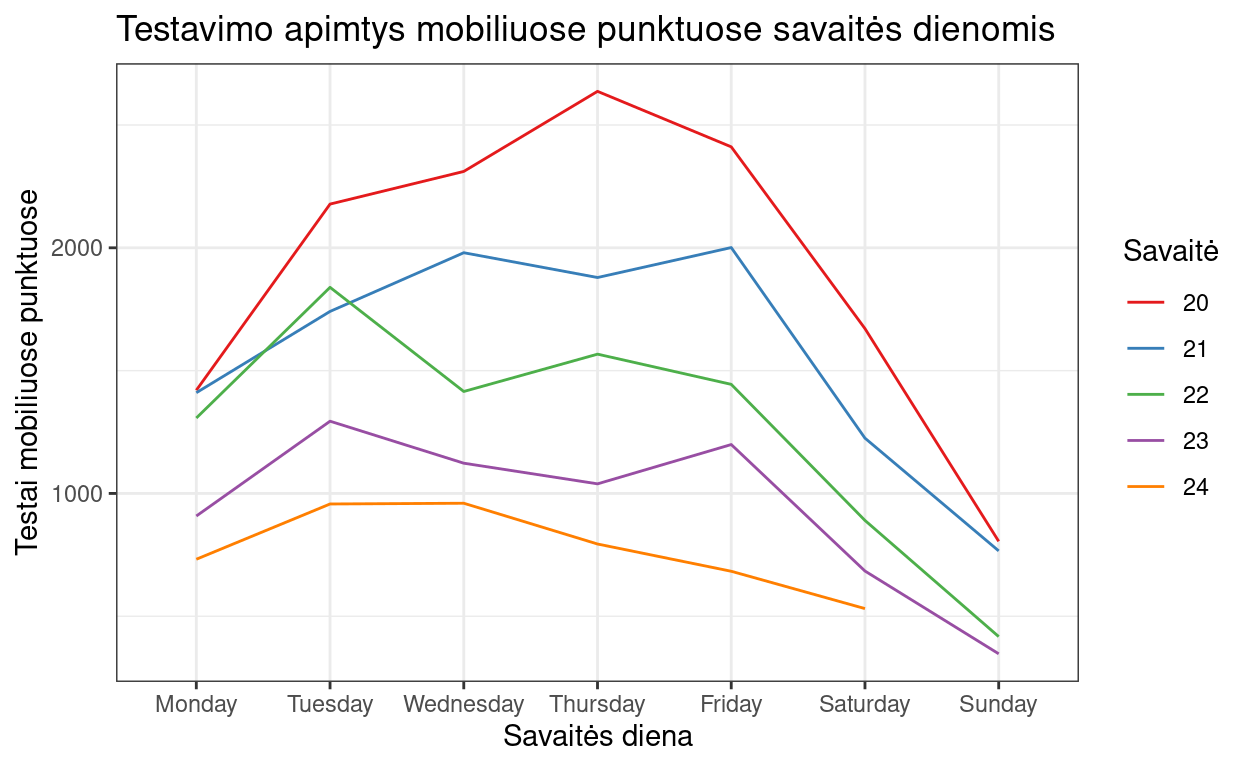 Testavimo apimtys mobiliuose punktuose savaitės dienomis
Testai mobiliuose punktuose
2000
1000
Monday Tuesday Wednesday Thursday Friday Saturday Sunday
Savaitės diena
Savaitė
20
21
22
23
24